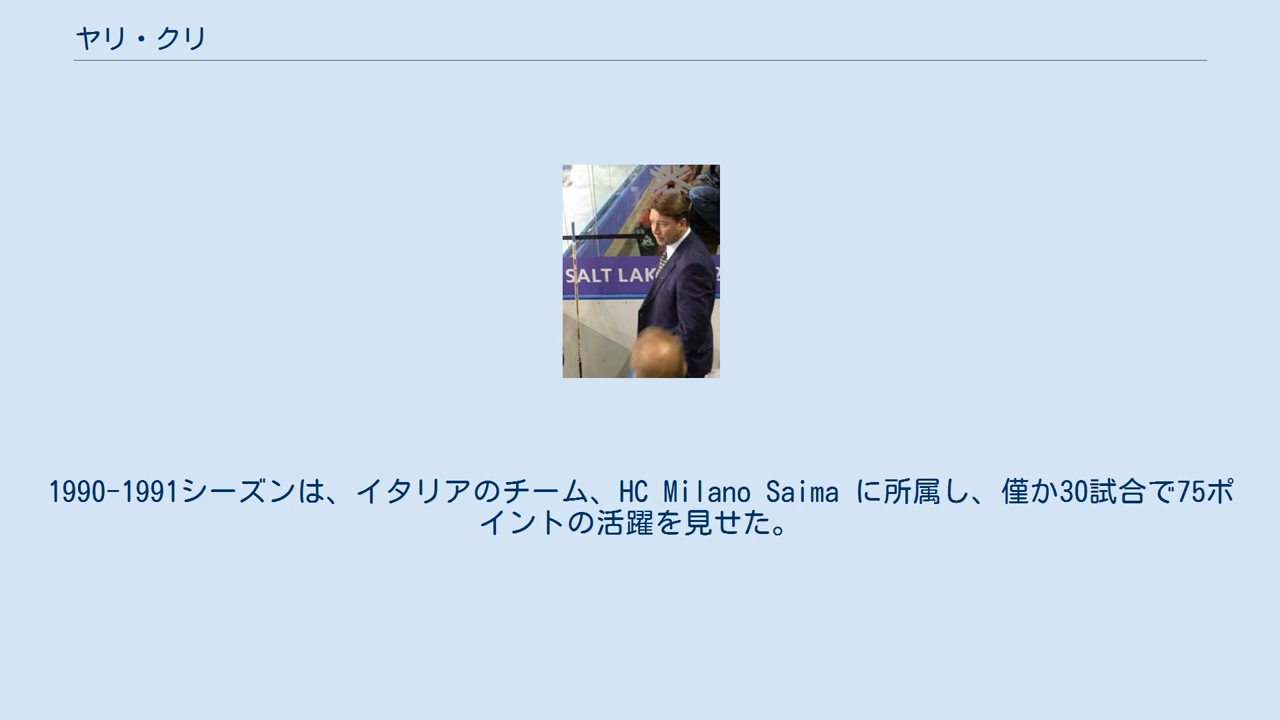 ヤリ・クリ
SALT LAK
1990-1991シーズンは、イタリアのチーム、HC Milano Saima に所属し、僅か30試合で75ポ
イントの活躍を見せた。